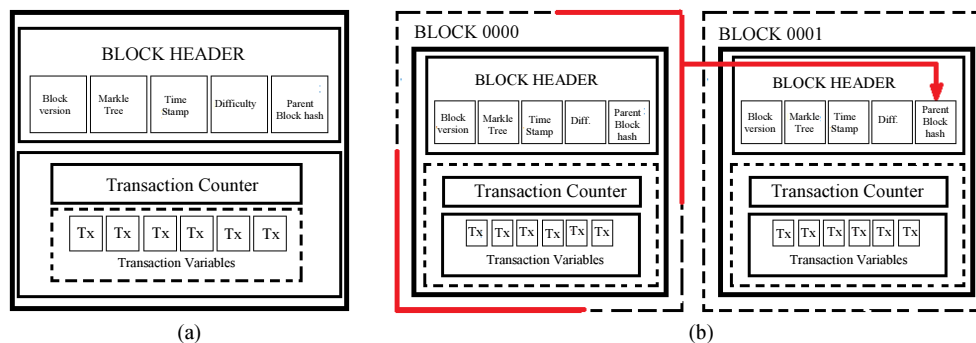 BLOCK HEADER
Block version
Markle Tree
Time Stamp
Difficulty
Parent Block hash
Transaction Counter
Tx Tx Tx Tx Tx Tx
Transaction Variables
(a)
BLOCK 0000
BLOCK HEADER
Block version
Markle Tree
Time Stamp
Diff.
Parent Block hash
Transaction Counter
Tx Tx Tx Tx Tx Tx
Transaction Variables
BLOCK 0001
BLOCK HEADER
Block version
Markle Tree
Time Stamp
Diff.
Parent Block hash
Transaction Counter
Tx Tx Tx Tx Tx Tx
Transaction Variables
(b)